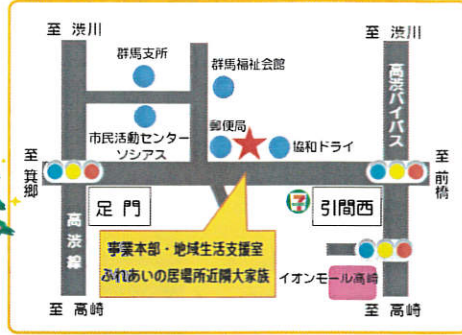 至 渋川
至 渋川
群馬支所
群馬福祉会館
高渋バイパス
市民活動センター
ソシアス
郵便局
協和ドライ
至 箕郷
至 前橋
足門
引間西
7
高渋線
事業本部・地域生活支援室
ふれあいの居場所近隣大家族
イオンモール高崎
至 高崎
至 高崎